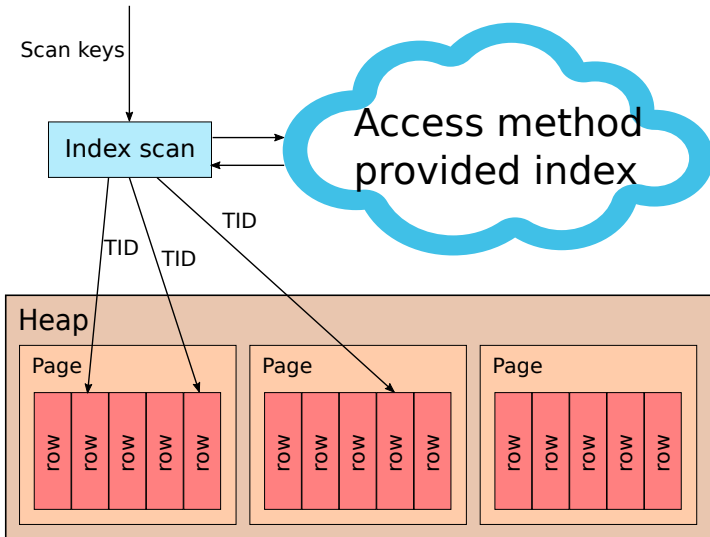 Scan keys
Access method
provided index
Index scan
TID
TID
TID
Heap
Page
Page
Page
row row row row row
row row row row row
row row row row row